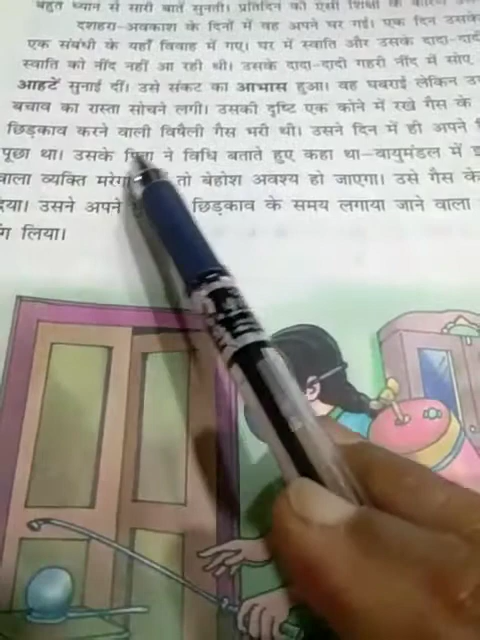 बहुत ध्यान से सारी बातें सुनती। प्रतिदिन की ऐसी शिक्षा के कारण
दशहरा-अवकाश के दिनों में वह अपने घर गई। एक दिन उसके
एक संबंधी के यहाँ विवाह में गए। घर में स्वाति और उसके दादा-दादी
स्वाति को नींद नहीं आ रही थी। उसके दादा-दादी गहरी नींद में सोए
आहटें सुनाई दीं। उसे संकट का आभास हुआ। वह घबराई लेकिन
बचाव का रास्ता सोचने लगी। उसकी दृष्टि एक कोने में रखे गैस के
छिड़काव करने वाली विषैली गैस भरी थी। उसने दिन में ही अपने
पूछा था। उसके पिता ने विधि बताते हुए कहा था-वायुमंडल में
वाला व्यक्ति मरेगा तो बेहोश अवश्य हो जाएगा। उसे गैस के
दिया। उसने अपने छिड़काव के समय लगाया जाने वाला
लिया।